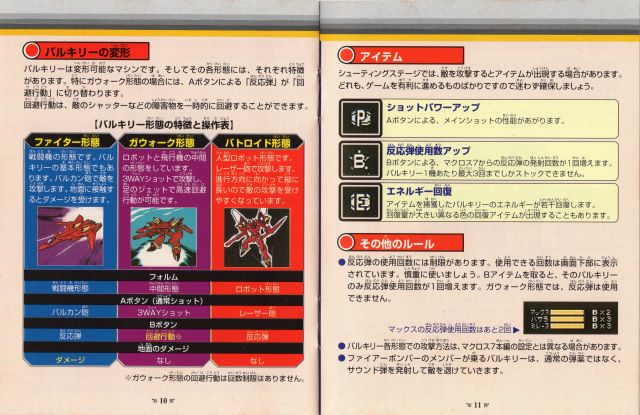 バルキリーの変形
バルキリーは変形可能なマシンです。そしてその各形態には、それぞれ特徴
があります。特にガウォーク形態の場合には、Aボタンによる「反応弾」が「回
避行動」に切り替わります。
回避行動は、敵のシャッターなどの障害物を一時的に回避することができます。
【バルキリー形態の特徴と操作表】
ファイター形態
戦闘機の形態です。バル
キリーの基本形態でもあ
ります。バルカン砲で敵を
攻撃します。地面に接触す
るとダメージを受けます。
ガウォーク形態
ロボットと飛行機の中間
の形態をしています。
3WAYショットで攻撃し、
足のジェットで高速回避
行動が可能です。
バトロイド形態
人型ロボット形態です。
レーザー砲で攻撃します。
進行方向に向かって縦に
長いので敵の攻撃を受け
やすくなっています。
フォルム
戦闘機形態
中間形態
ロボット形態
Aボタン（通常ショット）
バルカン砲
3WAYショット
レーザー砲
Bボタン
反応弾
回避行動※
反応弾
地面のダメージ
ダメージ
なし
なし
※ガウォーク形態の回避行動は回数制限はありません。
10
アイテム
シューティングステージでは、敵を攻撃するとアイテムが出現する場合があります。
どれも、ゲームを有利に進めるものばかりですので迷わず確保しましょう。
P
ショットパワーアップ
Aボタンによる、メインショットの性能があがります。
B
反応弾使用数アップ
Bボタンによる、マクロス7からの反応弾の発射回数が1回増えます。
バルキリー1機あたり最大3回までしかストックできません。
E
エネルギー回復
アイテムを捕獲したバルキリーのエネルギーが若干回復します。
回復量が大きい異なる色の回復アイテムが出現することもあります。
その他のルール
●反応弾の使用回数には制限があります。使用できる回数は画面下部に表示
されています。慎重に使いましょう。Bアイテムを取ると、そのバルキリー
のみ反応弾使用回数が1回増えます。ガウォーク形態では、反応弾は使用
できません。
マックス B×2
バサラ B×3
ミレーヌ B×3
マックスの反応弾使用回数はあと2回▶
●バルキリー各形態での攻撃方法は、マクロス7本編の設定とは異なる場合があります。
●ファイアーボンバーのメンバーが乗るバルキリーは、通常の弾薬ではなく、
サウンド弾を発射して敵を退けていきます。
11